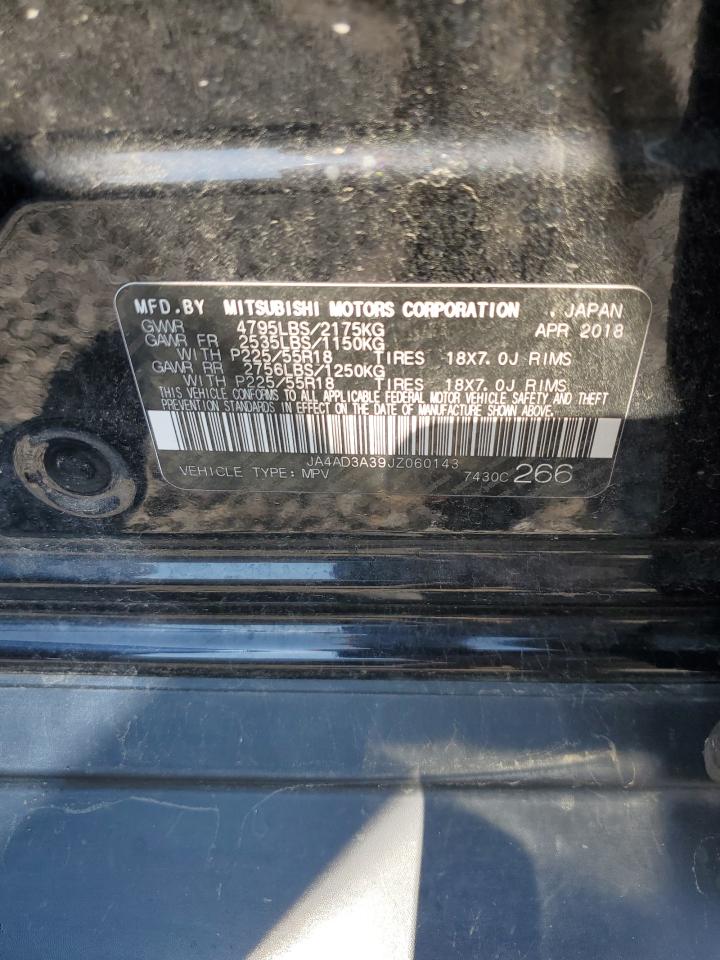 MFD.BY MITSUBISHI MOTORS CORPORATION , JAPAN
GVWR 4795LBS/2175KG APR 2018
GAWR FR 2535LBS/1150KG
WITH P225/55R18 TIRES 18X7.0J RIMS
GAWR RR 2756LBS/1250KG
WITH P225/55R18 TIRES 18X7.0J RIMS
THIS VEHICLE CONFORMS TO ALL APPLICABLE FEDERAL MOTOR VEHICLE SAFETY AND THEFT
PREVENTION STANDARDS IN EFFECT ON THE DATE OF MANUFACTURE SHOWN ABOVE.
JA4AD3A39JZ060143
VEHICLE TYPE: MPV 7430C 266